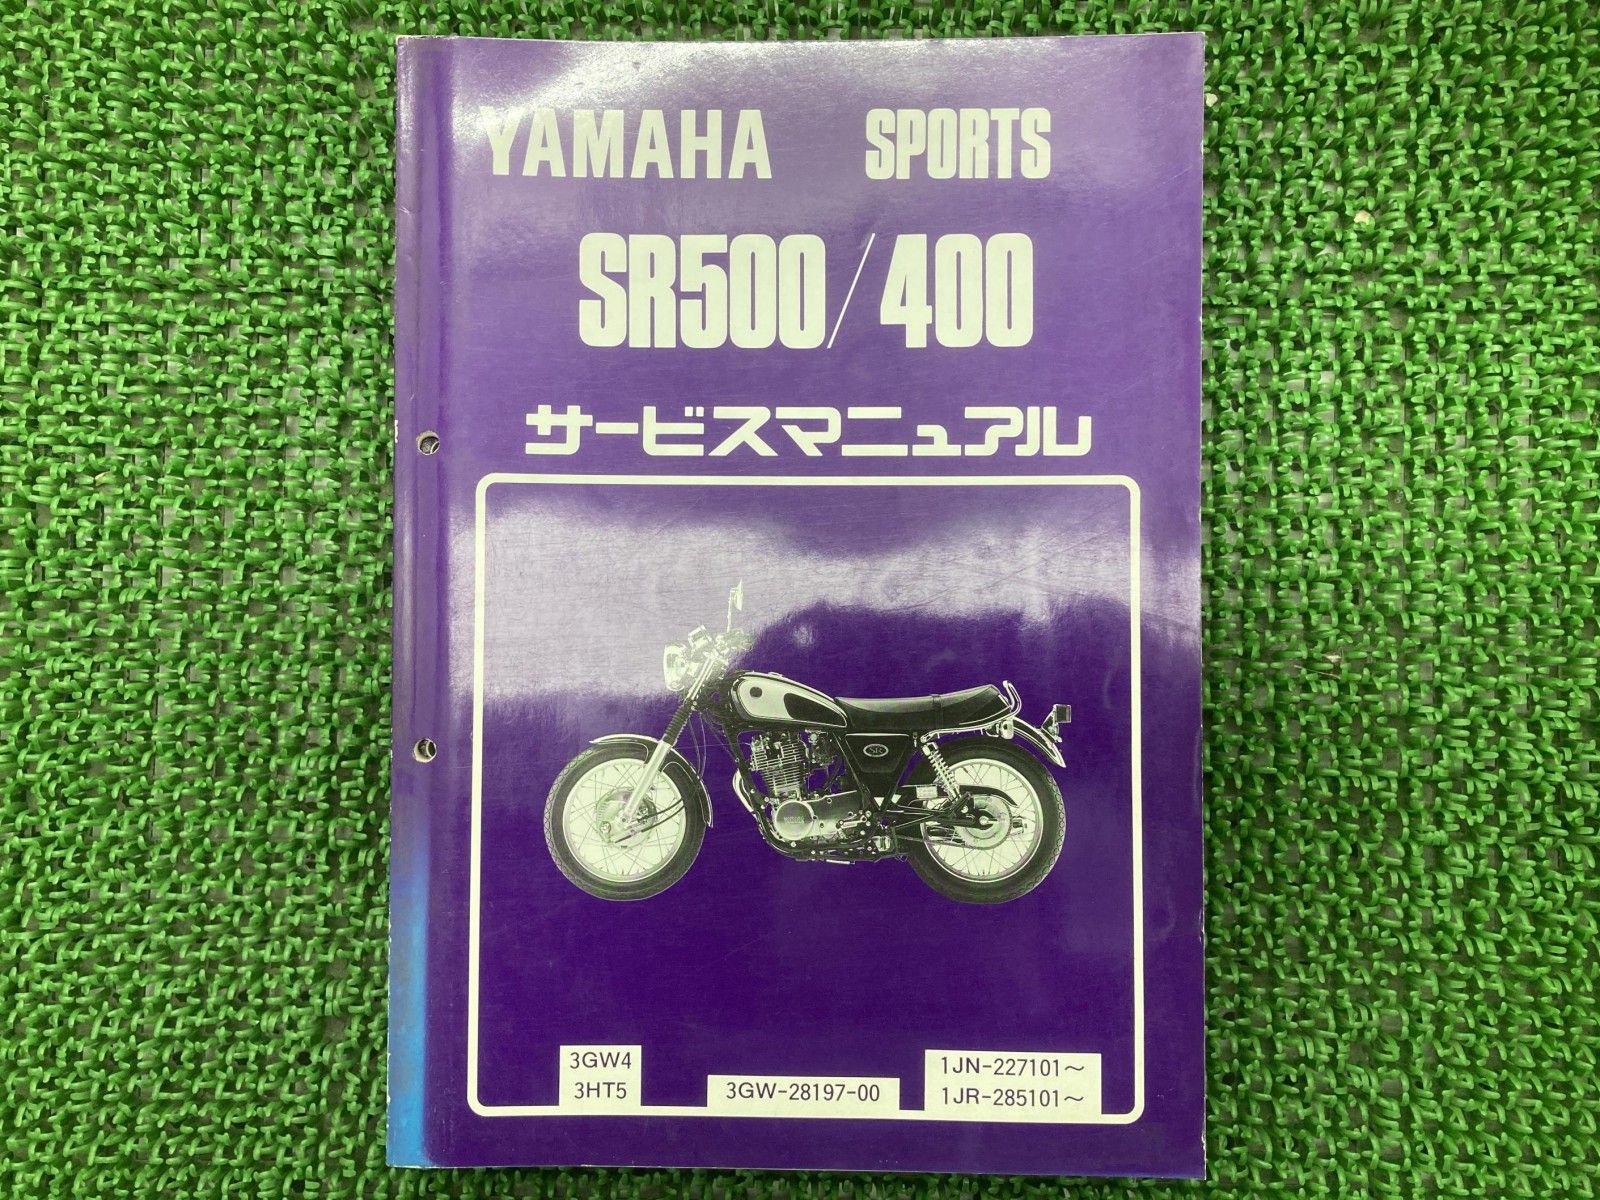 YAMAHA SPORTS
SR500/400
サービスマニュアル
SR
3GW4
3HT5
3GW-28197-00
1JN-227101～
1JR-285101～